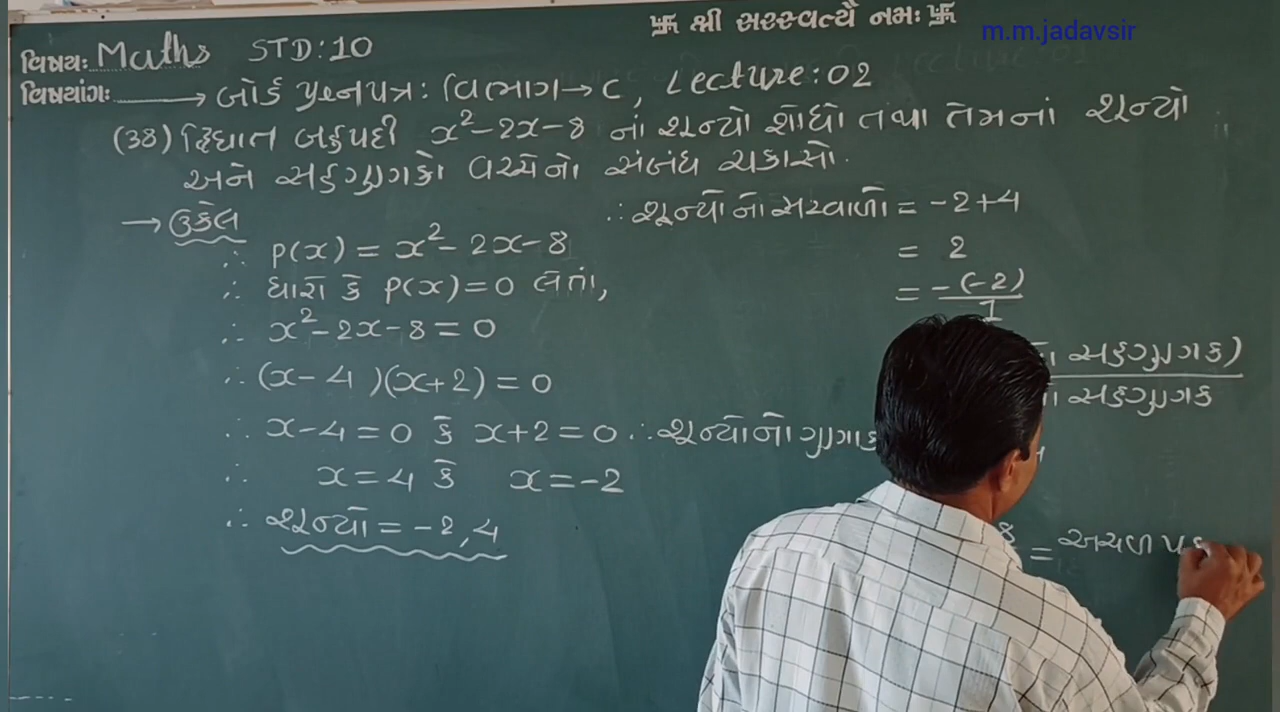 卐 શ્રી સરસ્વત્યૈ નમઃ 卐
m.m.jadavsir
વિષય: Maths STD: 10
વિષયાંગઃ → બોર્ડ પ્રશ્નપત્ર : વિભાગ → C, Lecture : 02
(38) દ્વિઘાત બહુપદી x² - 2x - 8 નાં શૂન્યો શોધો તથા તેમનાં શૂન્યો
અને સહગુણકો વચ્ચેનો સંબંધ ચકાસો.
→ ઉકેલ
∴ P(x) = x² - 2x - 8
∴ ધારો કે P(x) = 0 લેતાં,
∴ x² - 2x - 8 = 0
∴ (x - 4)(x + 2) = 0
∴ x - 4 = 0 કે x + 2 = 0
∴ x = 4 કે x = -2
∴ શૂન્યો = -2, 4
∴ શૂન્યોનો સરવાળો = -2 + 4
= 2
= -(-2)
1
સહગુણક)
સહગુણક
∴ શૂન્યોનો
8 = અચળ